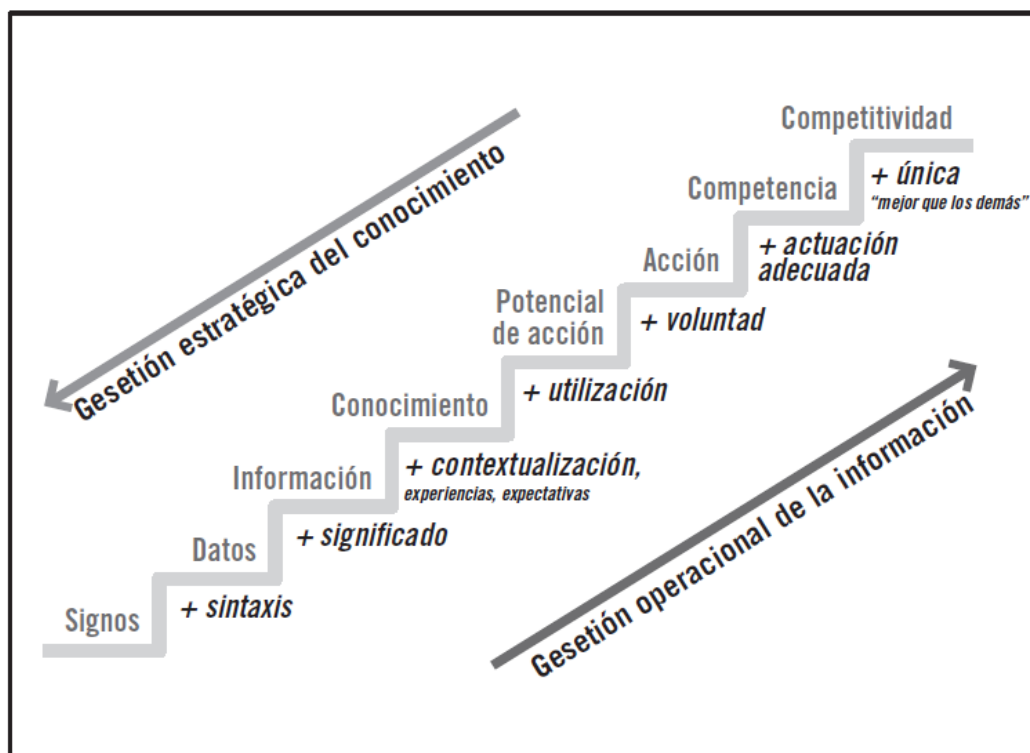 Competitividad
+ única
“mejor que los demás”
Competencia
+ actuación
adecuada
Acción
+ voluntad
Potencial
de acción
+ utilización
Conocimiento
+ contextualización,
experiencias, expectativas
Información
+ significado
Datos
+ sintaxis
Signos
Gesetión estratégica del conocimiento
Gesetión operacional de la información